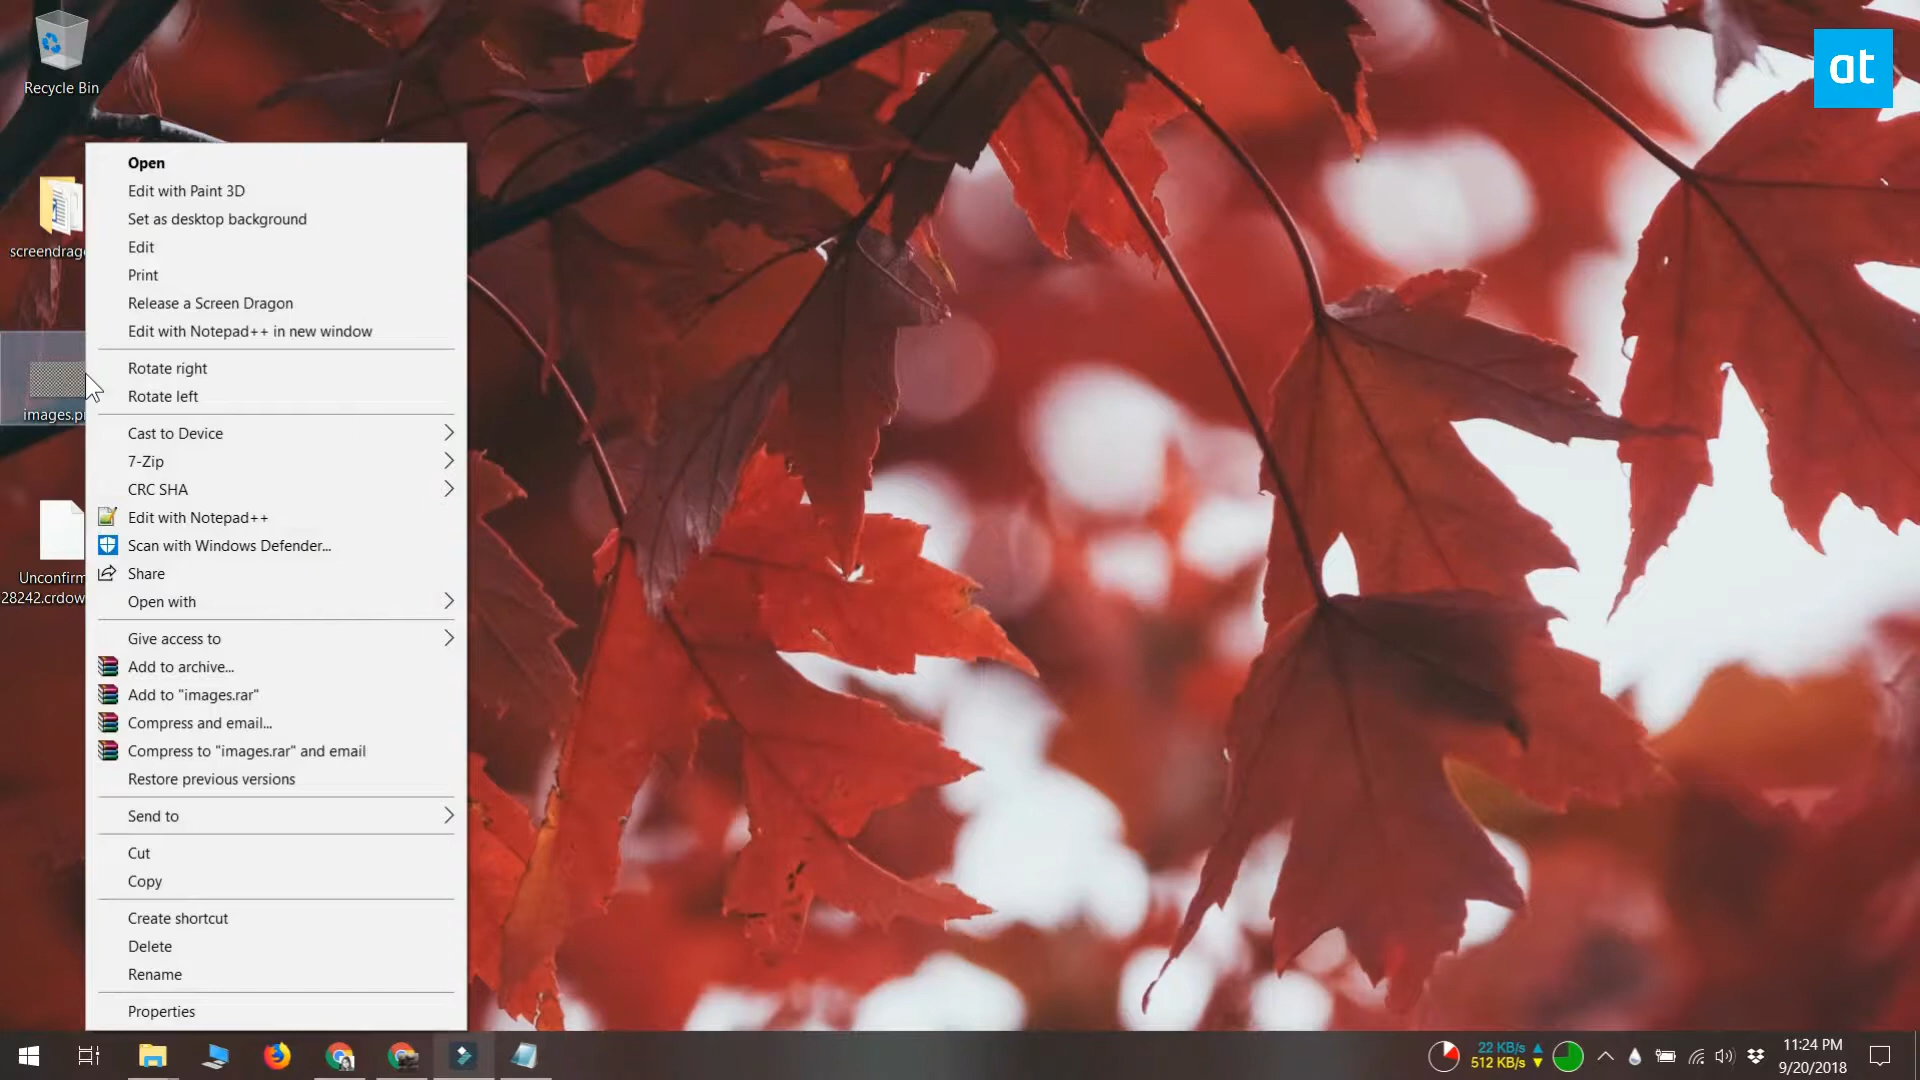 Recycle Bin
at
screendrag
images.p
Unconfirm
28242.crdow
Open
Edit with Paint 3D
Set as desktop background
Edit
Print
Release a Screen Dragon
Edit with Notepad++ in new window
Rotate right
Rotate left
Cast to Device
7-Zip
CRC SHA
Edit with Notepad++
Scan with Windows Defender...
Share
Open with
Give access to
Add to archive...
Add to "images.rar"
Compress and email...
Compress to "images.rar" and email
Restore previous versions
Send to
Cut
Copy
Create shortcut
Delete
Rename
Properties
22 KB/s
512 KB/s
11:24 PM
9/20/2018